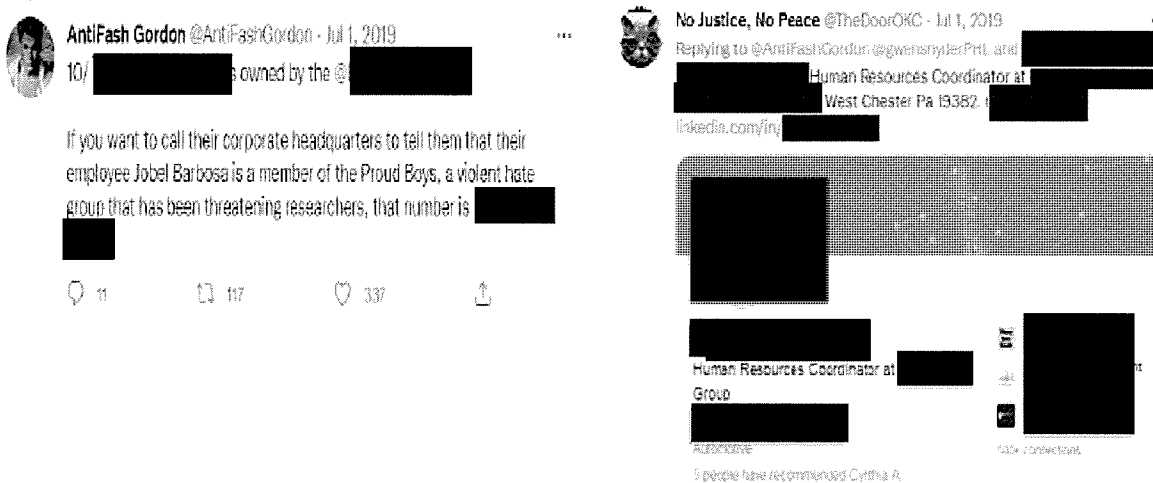 AntiFash Gordon @AntiFashGordon · Jul 1, 2019
10/ s owned by the @
If you want to call their corporate headquarters to tell them that their
employee Jobel Barbosa is a member of the Proud Boys, a violent hate
group that has been threatening researchers, that number is
11 117 337
No Justice, No Peace @TheDoorOKC · Jul 1, 2019
Replying to @AntiFashGordon @gwensnyderPHL and
Human Resources Coordinator at
West Chester Pa 19382.
linkedin.com/in/
Human Resources Coordinator at
Group
Automotive
500+ connections
5 people have recommended Cynthia A.